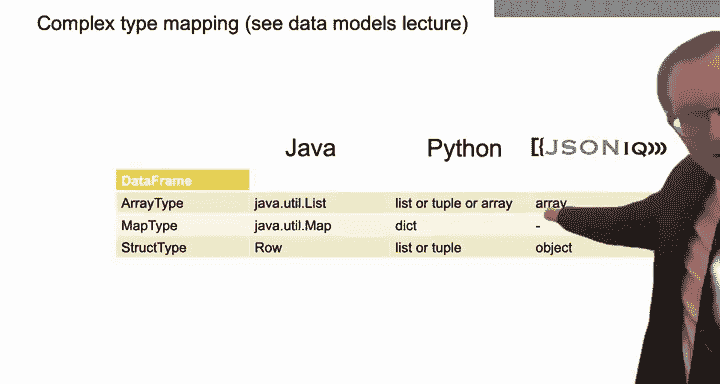 Complex type mapping (see data models lecture)
Java Python [{JSONIQ)))
DataFrame
ArrayType java.util.List list or tuple or array array
MapType java.util.Map dict -
StructType Row list or tuple object